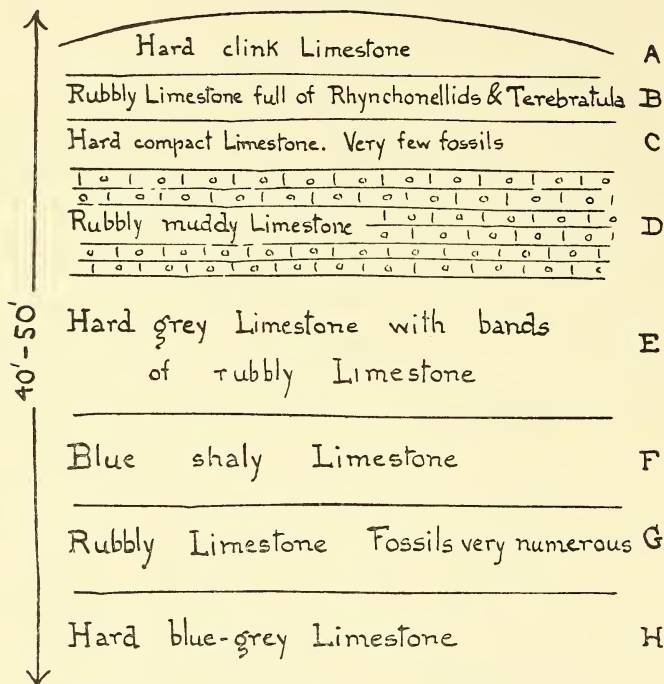 Hard clink Limestone A
Rubbly Limestone full of Rhynchonellids & Terebratula B
Hard compact Limestone. Very few fossils C
Rubbly muddy Limestone D
40'-50'
Hard grey Limestone with bands
of rubbly Limestone E
Blue shaly Limestone F
Rubbly Limestone Fossils very numerous G
Hard blue-grey Limestone H